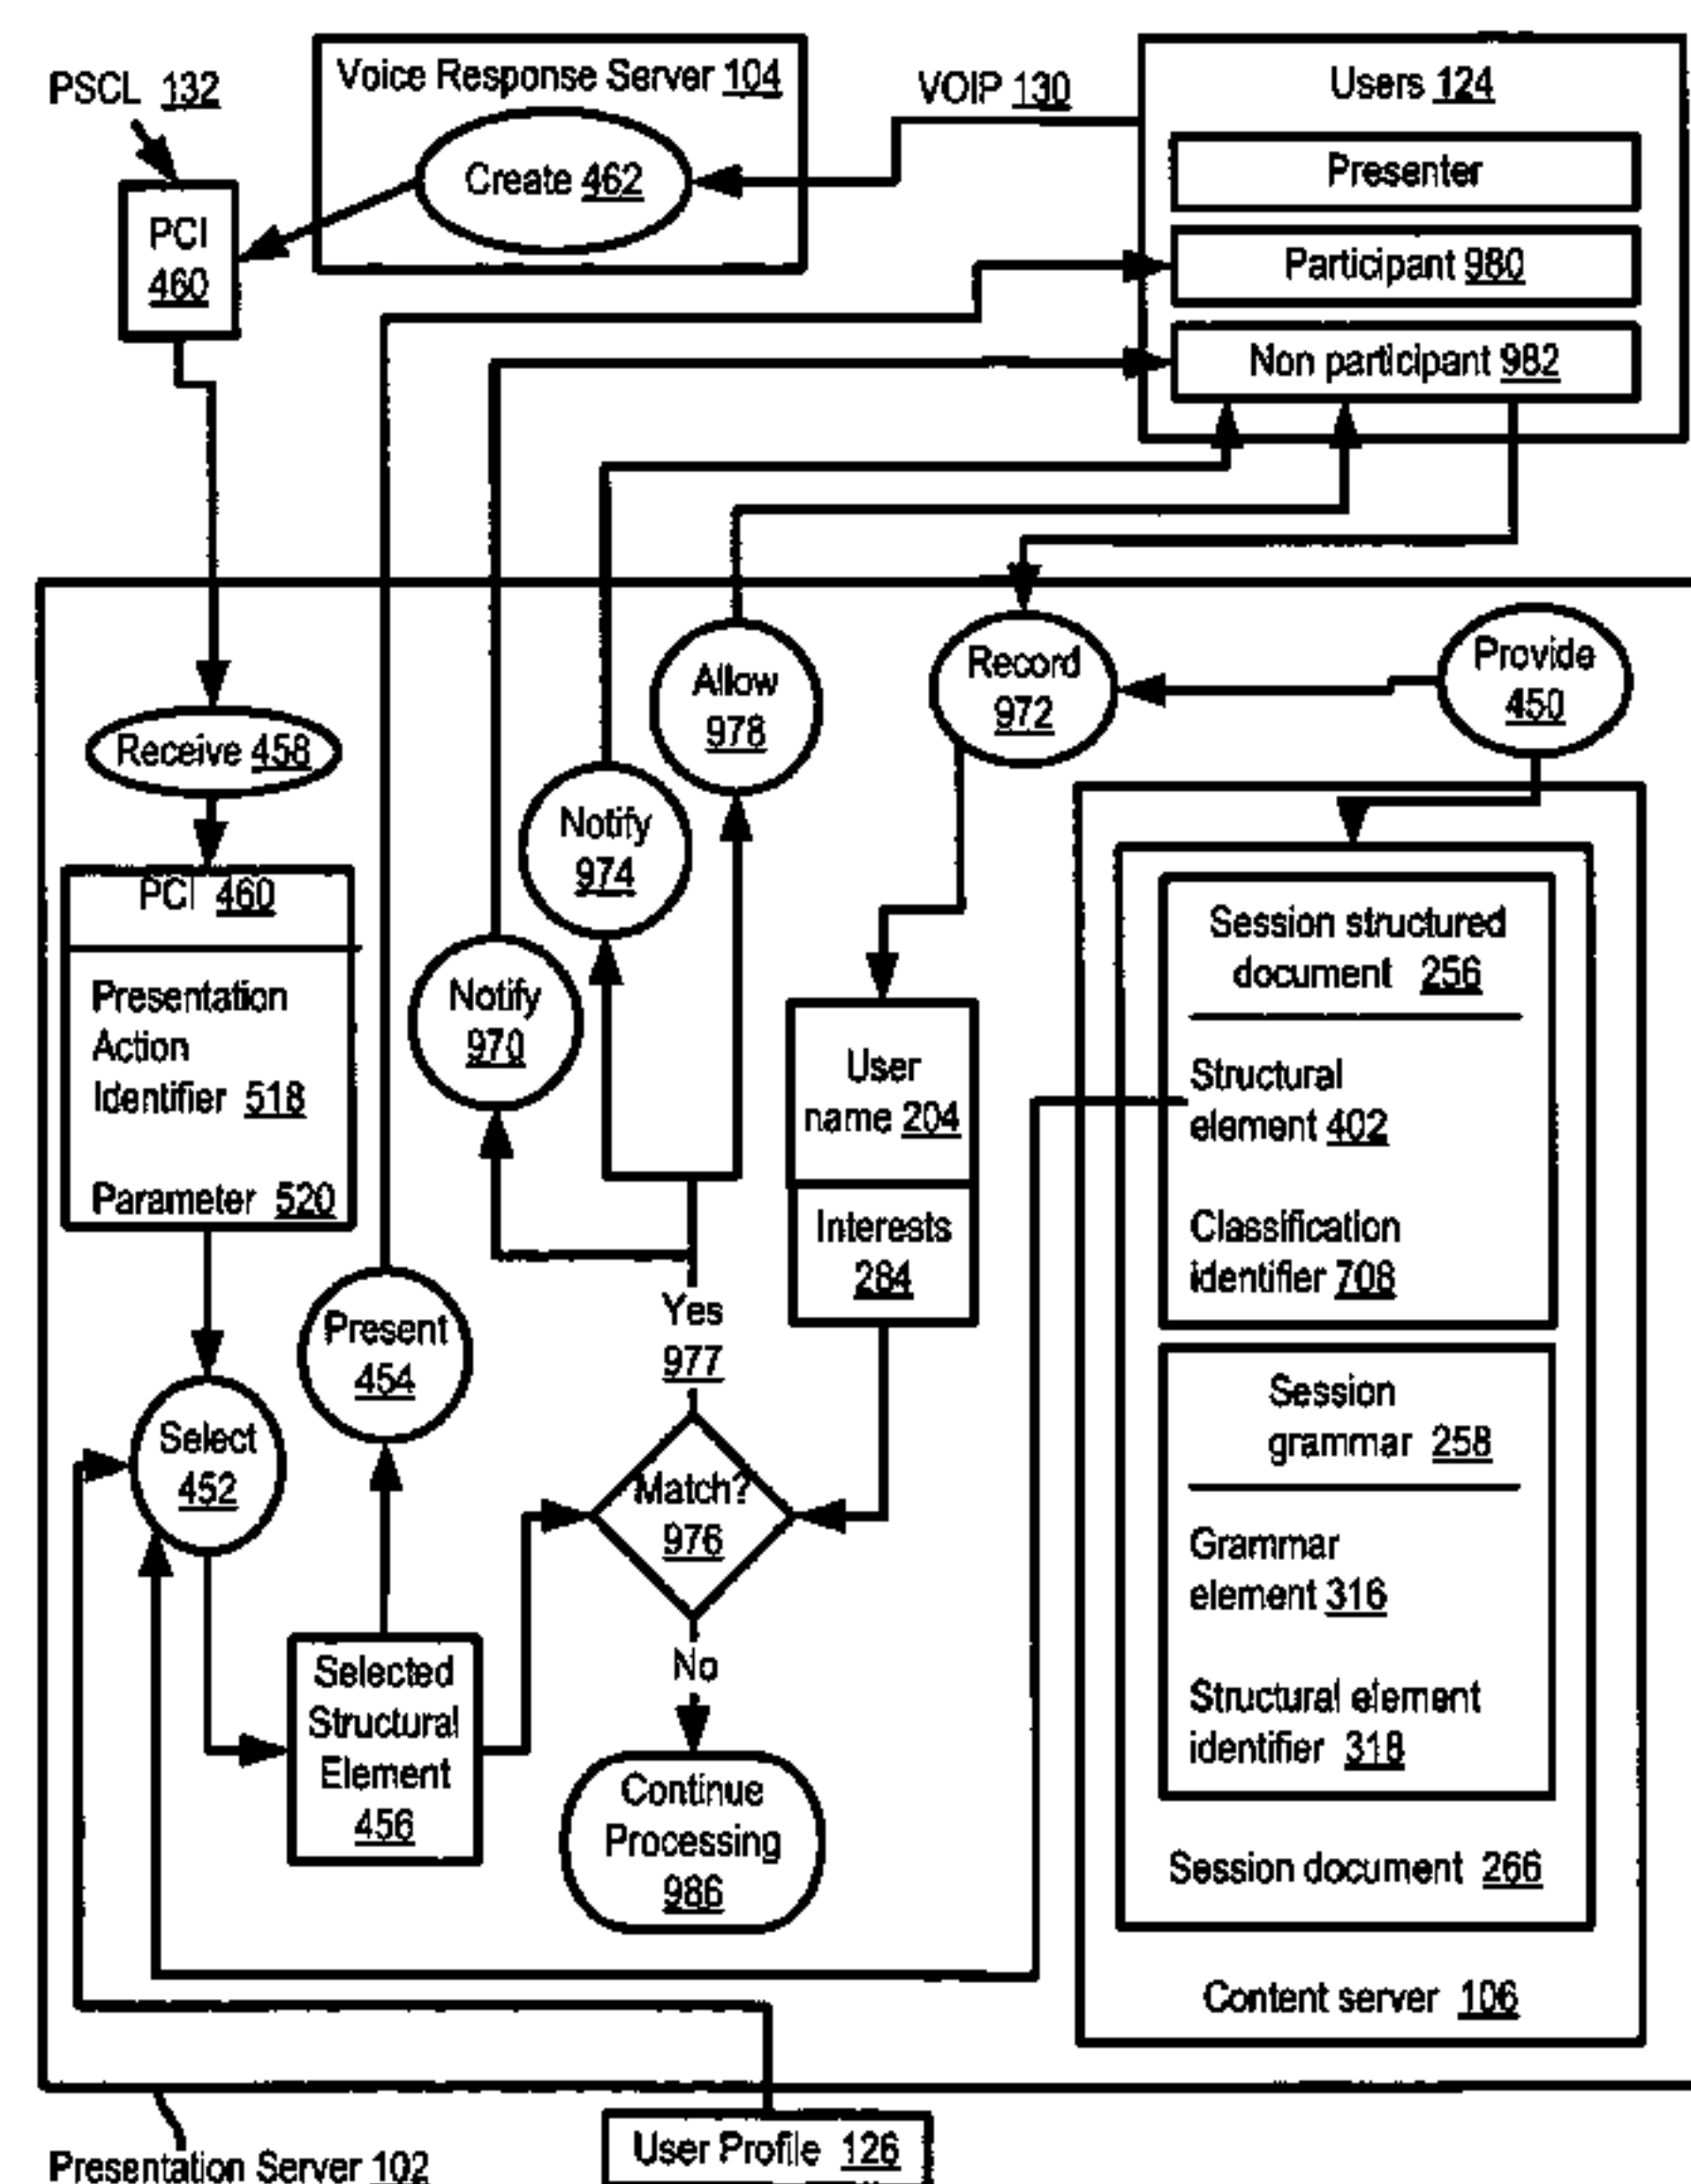 PSCL 132
Voice Response Server 104
Create 462
VOIP 130
Users 124
Presenter
Participant 980
Non participant 982
PCI
460
Receive 458
PCI 460
Presentation
Action
Identifier 518
Parameter 520
Select
452
Present
454
Selected
Structural
Element
456
Notify
970
Notify
974
Allow
978
Record
972
Provide
450
User
name 204
Interests
284
Yes
977
Match?
976
No
Continue
Processing
986
Session structured
document 256
Structural
element 402
Classification
identifier 708
Session
grammar 258
Grammar
element 316
Structural element
identifier 318
Session document 266
Content server 106
Presentation Server 102
User Profile 126